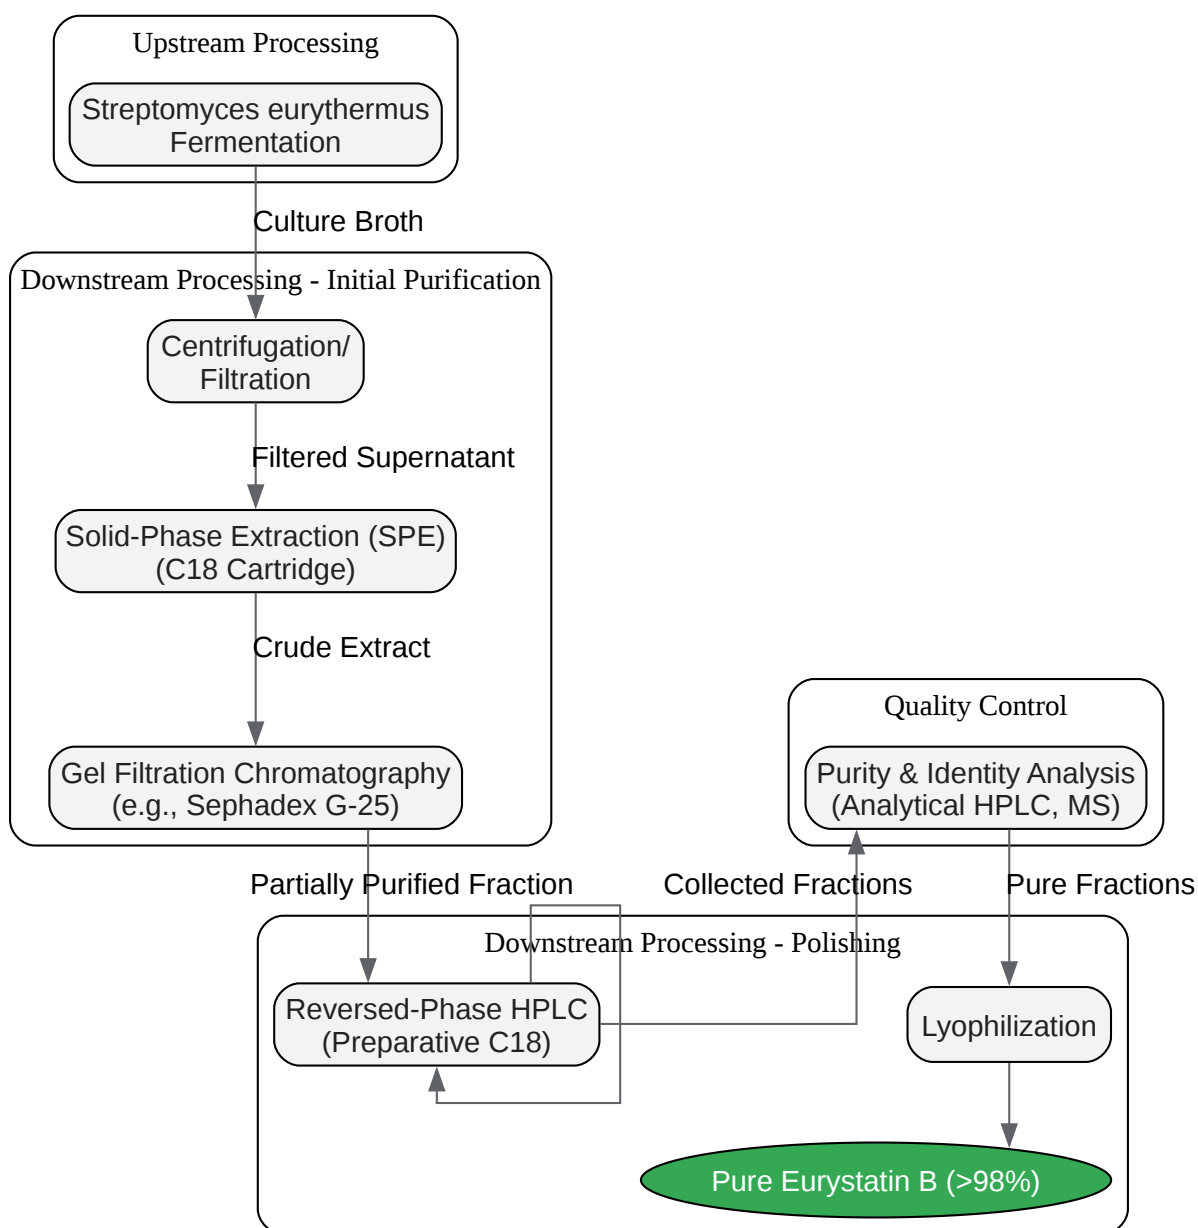 Upstream Processing
Streptomyces eurythermus
Fermentation
Culture Broth
Downstream Processing - Initial Purification
Centrifugation/
Filtration
Filtered Supernatant
Solid-Phase Extraction (SPE)
(C18 Cartridge)
Crude Extract
Gel Filtration Chromatography
(e.g., Sephadex G-25)
Quality Control
Purity & Identity Analysis
(Analytical HPLC, MS)
Partially Purified Fraction
Collected Fractions
Pure Fractions
Downstream Processing - Polishing
Reversed-Phase HPLC
(Preparative C18)
Lyophilization
Pure Eurystatin B (>98%)